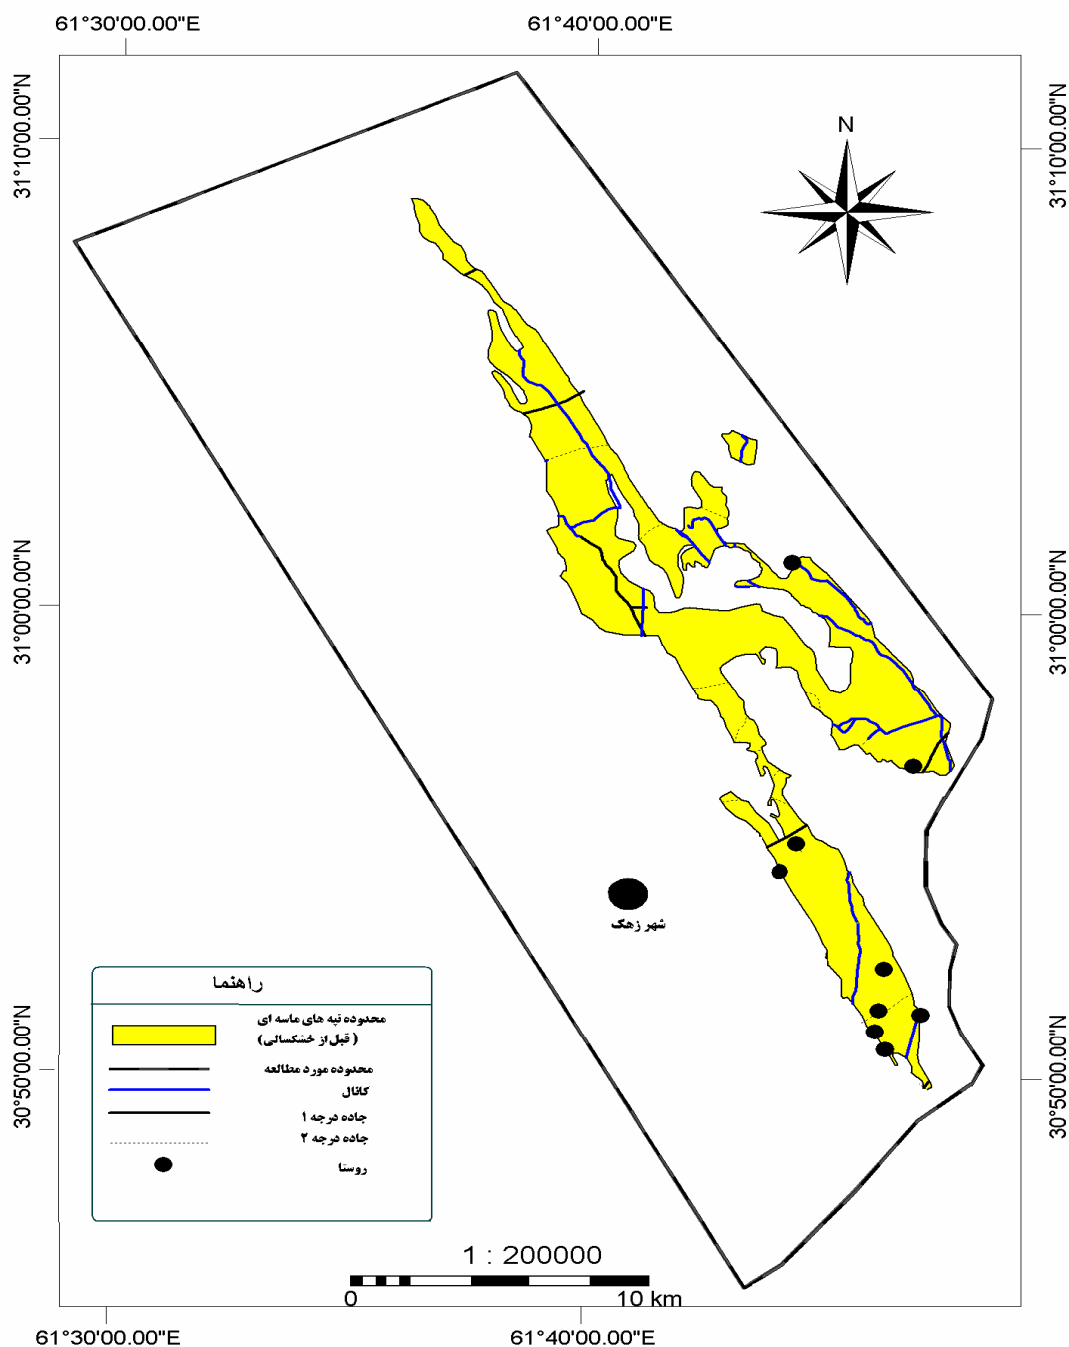 61°30'00.00"E
61°40'00.00"E
31°10'00.00"N
31°10'00.00"N
N
31°00'00.00"N
31°00'00.00"N
شهر زهک
راهنما
محدوده تپه های ماسه ای
( قبل از خشکسالی)
محدوده مورد مطالعه
کانال
جاده درجه ۱
جاده درجه ۲
روستا
30°50'00.00"N
30°50'00.00"N
1 : 200000
0
10 km
61°30'00.00"E
61°40'00.00"E